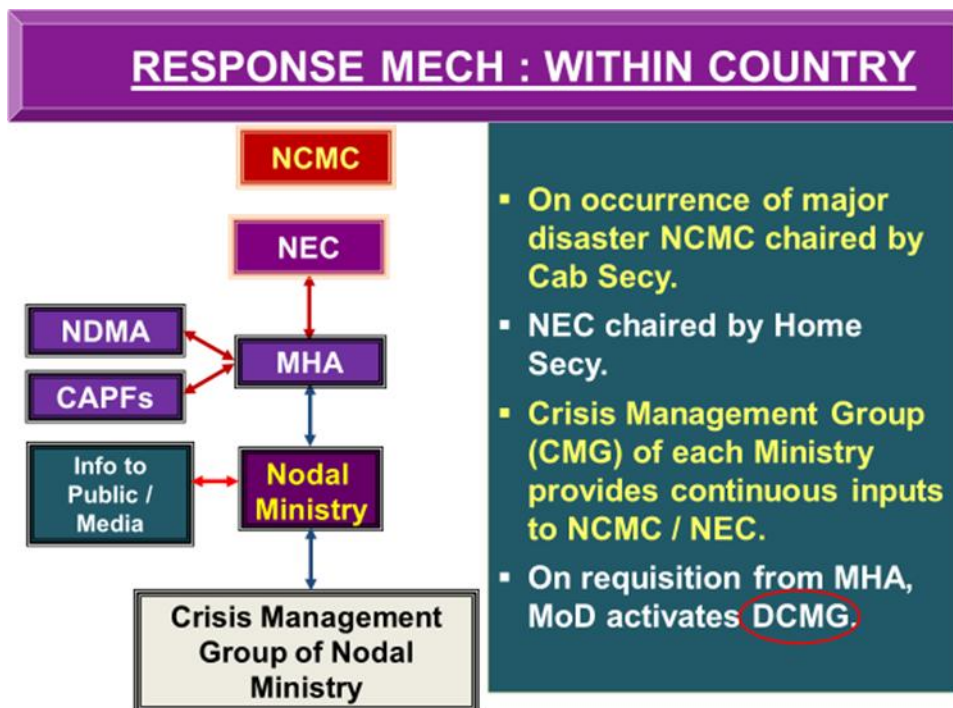 RESPONSE MECH : WITHIN COUNTRY
NCMC
NEC
NDMA
MHA
CAPFs
Info to
Public /
Media
Nodal
Ministry
Crisis Management
Group of Nodal
Ministry
▪ On occurrence of major
disaster NCMC chaired by
Cab Secy.
▪ NEC chaired by Home
Secy.
▪ Crisis Management Group
(CMG) of each Ministry
provides continuous inputs
to NCMC / NEC.
▪ On requisition from MHA,
MoD activates DCMG.